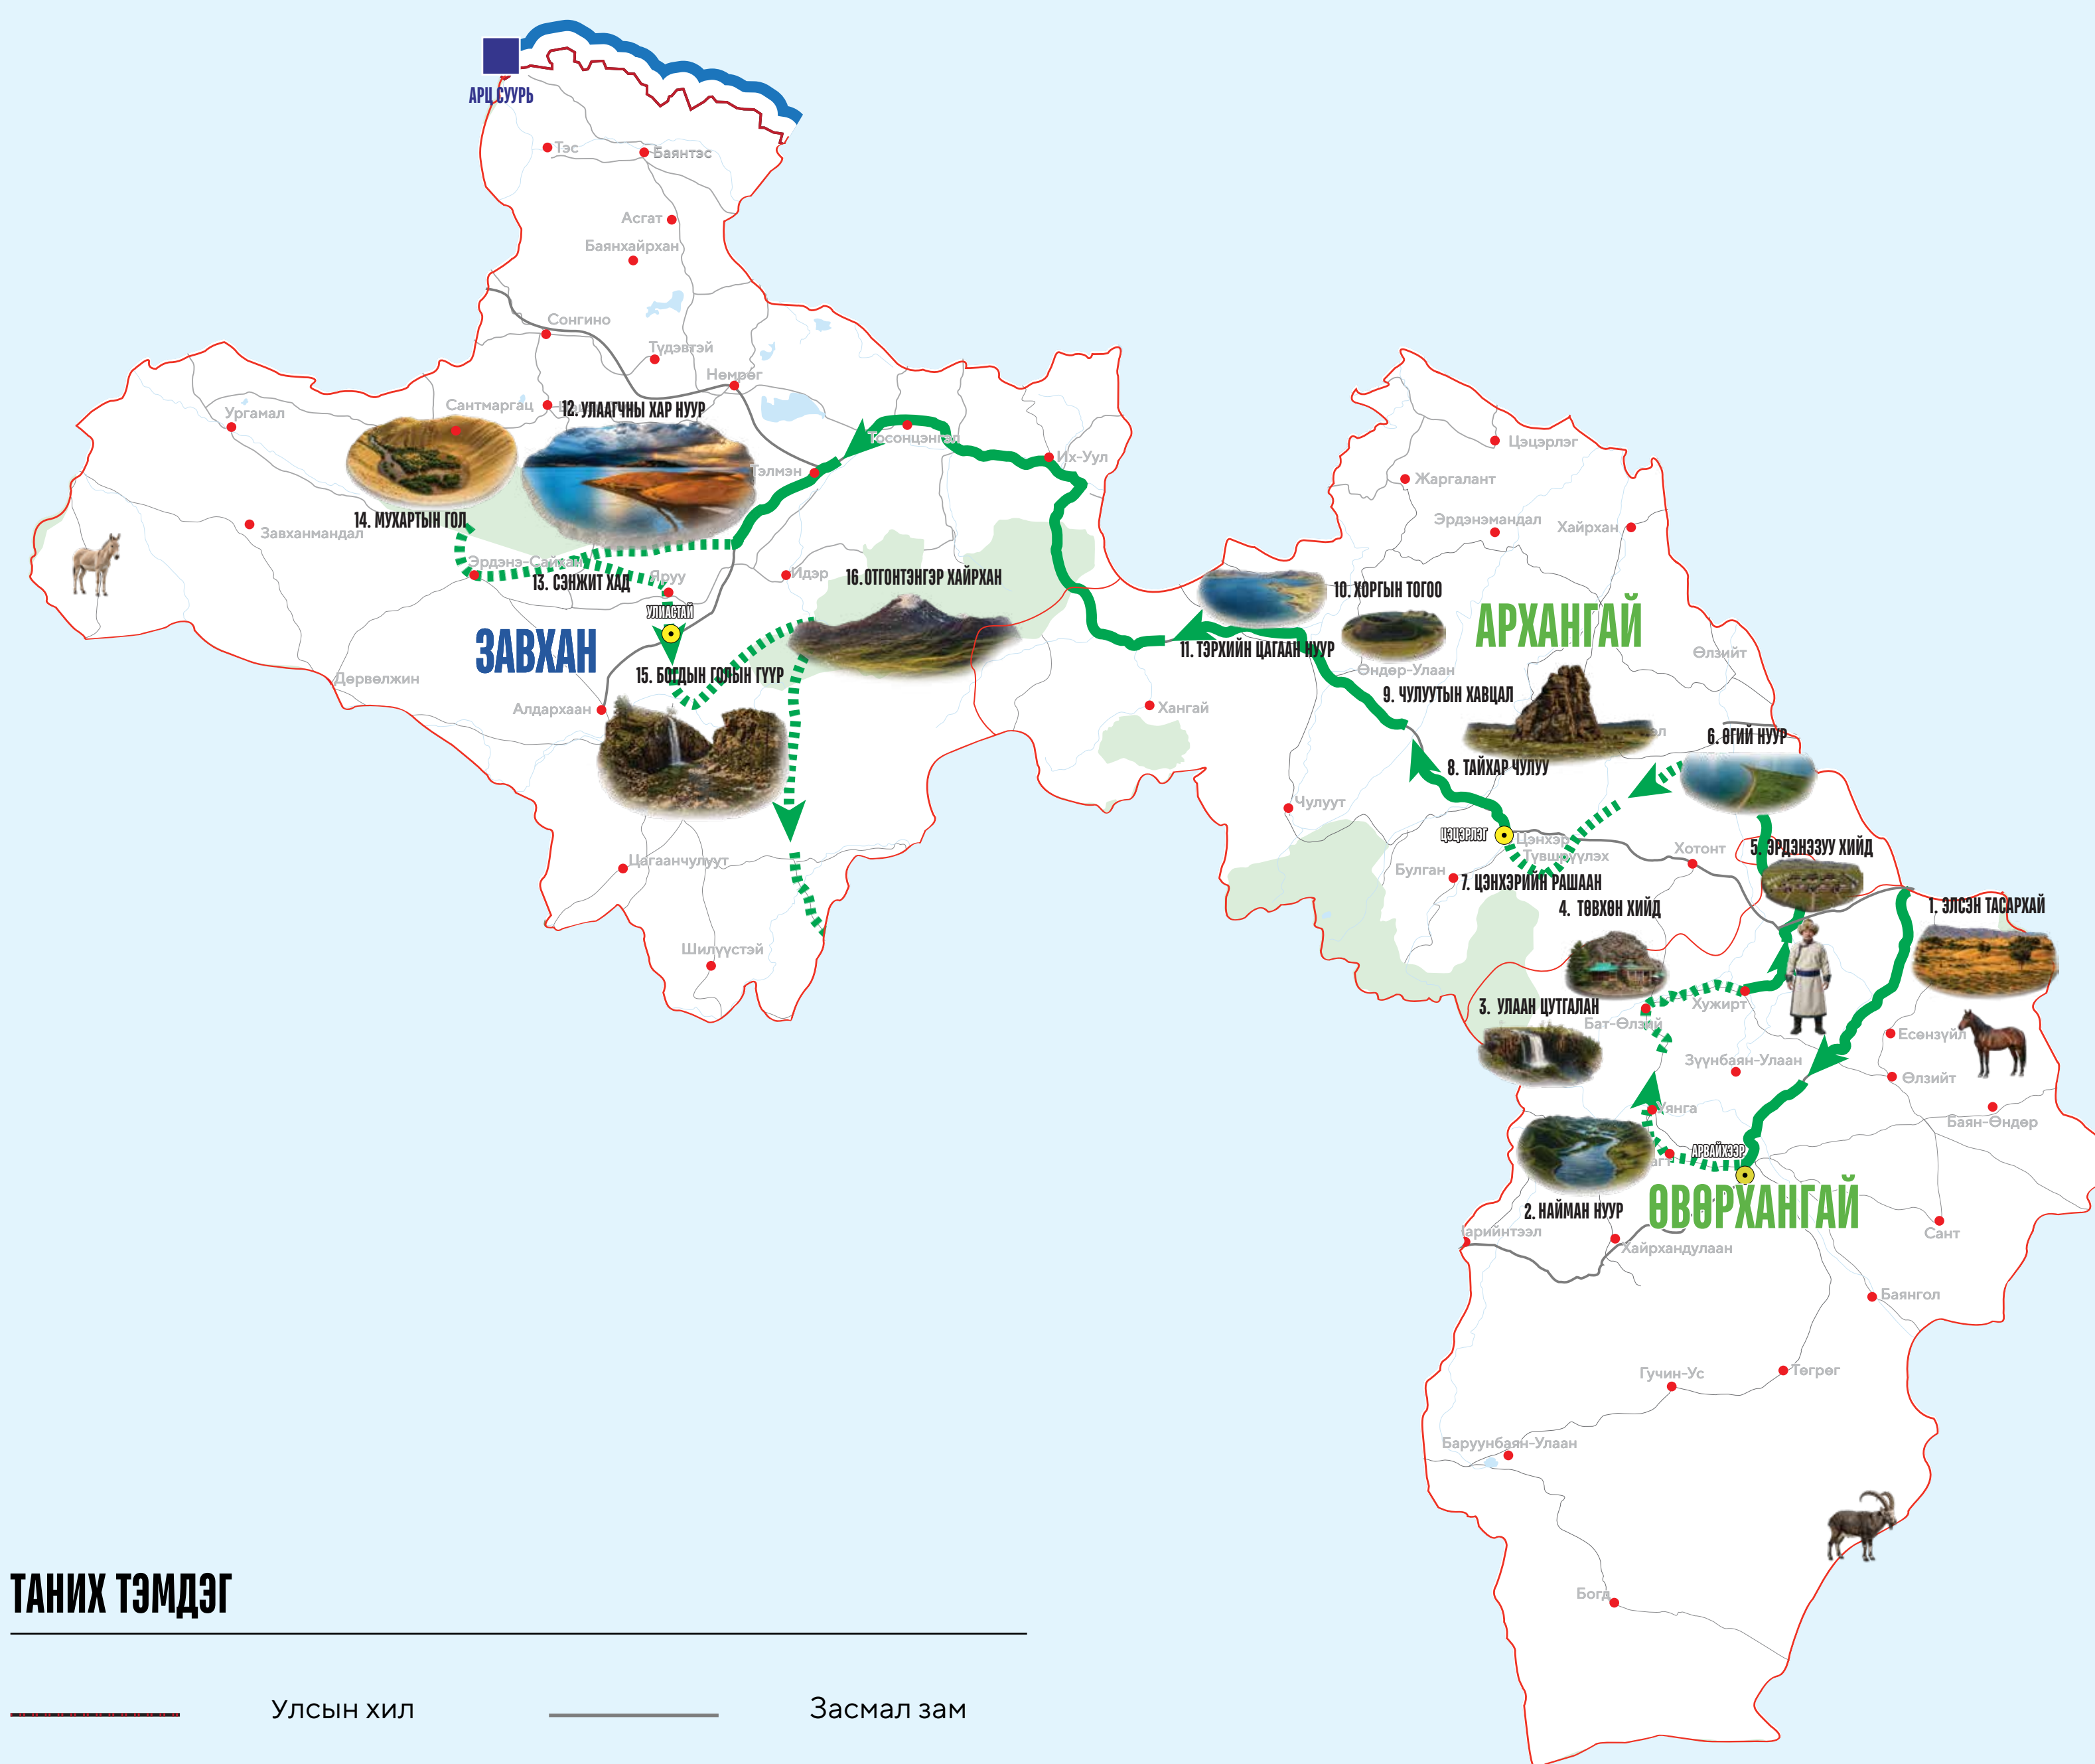 АРЦ СУУРЬ
Тэс
Баянтэс
Асгат
Баянхайрхан
Сонгино
Түдэвтэй
Нөмрөг
Ургамал
Сантмаргац
12. УЛААГЧНЫ ХАР НУУР
Тосонцэнгэл
Их-Уул
Тэлмэн
Цэцэрлэг
Жаргалант
Эрдэнэмандал
Хайрхан
14. МУХАРТЫН ГОЛ
Завханмандал
Эрдэнэ-Сайхан
13. СЭНЖИТ ХАД
Яруу
Идэр
16. ОТГОНТЭНГЭР ХАЙРХАН
УЛИАСТАЙ
ЗАВХАН
10. ХОРГЫН ТОГОО
АРХАНГАЙ
11. ТЭРХИЙН ЦАГААН НУУР
Өндөр-Улаан
Өлзийт
15. БОГДЫН ГОЛЫН ГҮҮР
Дөрвөлжин
Алдархаан
Хангай
9. ЧУЛУУТЫН ХАВЦАЛ
6. ӨГИЙ НУУР
8. ТАЙХАР ЧУЛУУ
Чулуут
ЦЭЦЭРЛЭГ
Цэнхэр
Түвшрүүлэх
Хотонт
5. ЭРДЭНЭЗУУ ХИЙД
Цагаанчулуут
Булган
7. ЦЭНХЭРИЙН РАШААН
4. ТӨВХӨН ХИЙД
1. ЭЛСЭН ТАСАРХАЙ
Шилүүстэй
3. УЛААН ЦУТГАЛАН
Хужирт
Бат-Өлзий
Есөнзүйл
Зүүнбаян-Улаан
Өлзийт
Уянга
Баян-Өндөр
АРВАЙХЭЭР
2. НАЙМАН НУУР
ӨВӨРХАНГАЙ
Сант
Хайрхандулаан
Баянгол
Гучин-Ус
Төгрөг
Баруунбаян-Улаан
Богд
ТАНИХ ТЭМДЭГ
Улсын хил
Засмал зам